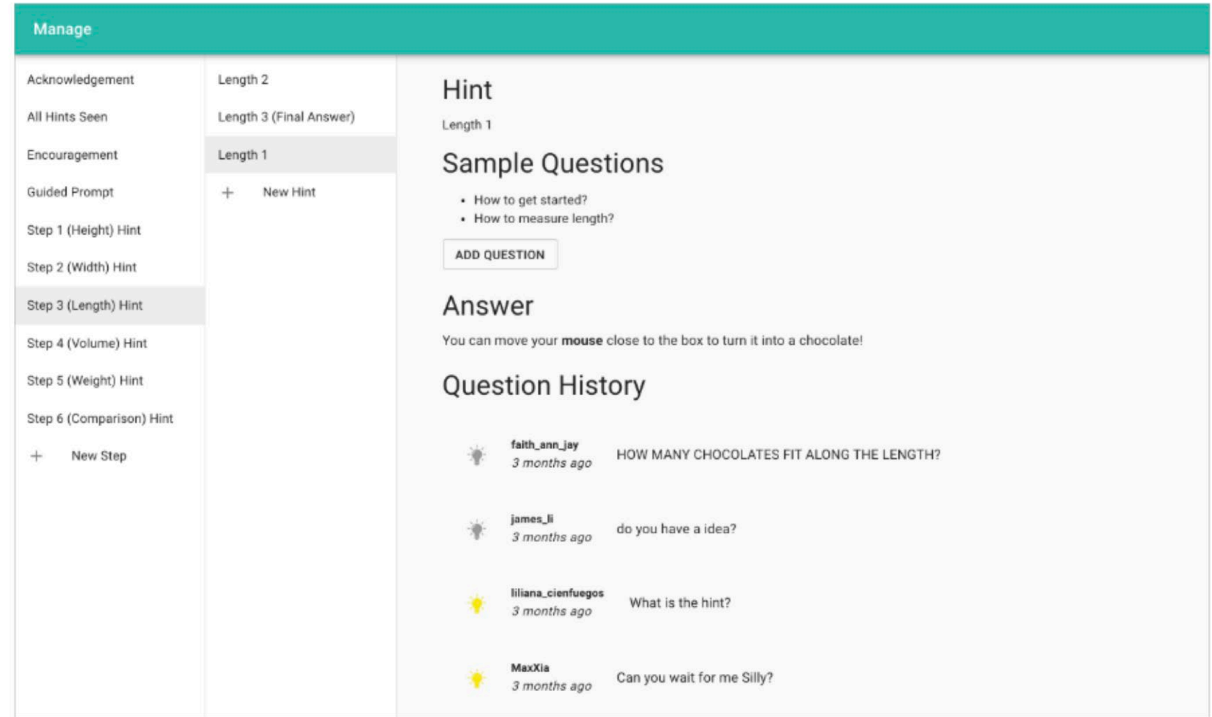 Manage
Acknowledgement
All Hints Seen
Encouragement
Guided Prompt
Step 1 (Height) Hint
Step 2 (Width) Hint
Step 3 (Length) Hint
Step 4 (Volume) Hint
Step 5 (Weight) Hint
Step 6 (Comparison) Hint
+ New Step
Length 2
Length 3 (Final Answer)
Length 1
+ New Hint
Hint
Length 1
Sample Questions
• How to get started?
• How to measure length?
ADD QUESTION
Answer
You can move your mouse close to the box to turn it into a chocolate!
Question History
faith_ann_jay
3 months ago
HOW MANY CHOCOLATES FIT ALONG THE LENGTH?
james_li
3 months ago
do you have a idea?
liliana_cienfuegos
3 months ago
What is the hint?
MaxXia
3 months ago
Can you wait for me Silly?